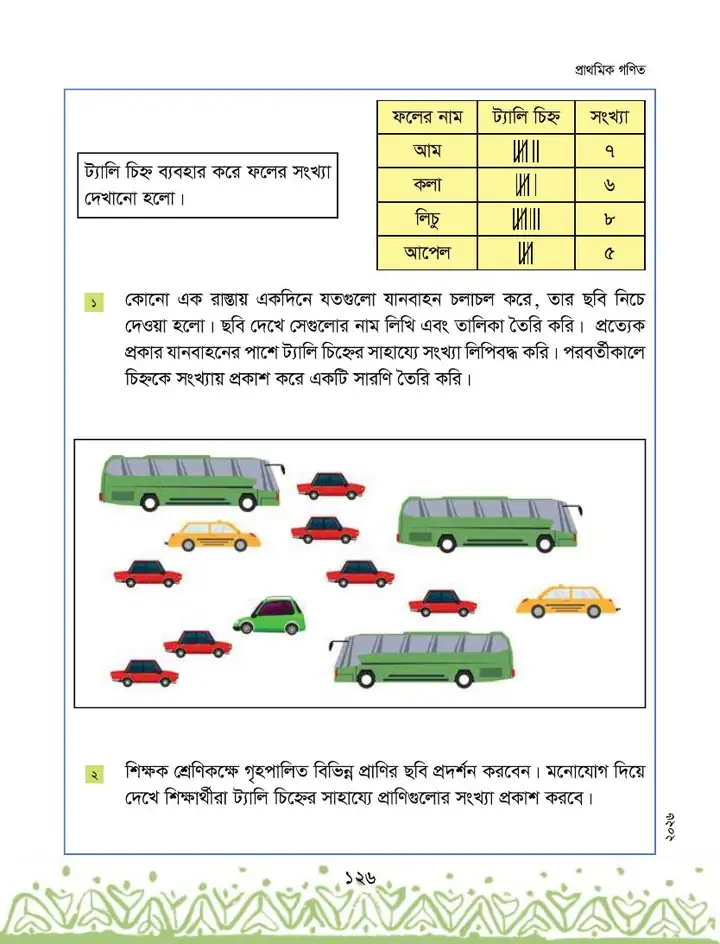 প্রাথমিক গণিত
ট্যালি চিহ্ন ব্যবহার করে ফলের সংখ্যা
দেখানো হলো।
ফলের নাম ট্যালি চিহ্ন সংখ্যা
আম ৭
কলা ৬
লিচু ৮
আপেল ৫
১ কোনো এক রাস্তায় একদিনে যতগুলো যানবাহন চলাচল করে, তার ছবি নিচে
দেওয়া হলো। ছবি দেখে সেগুলোর নাম লিখি এবং তালিকা তৈরি করি। প্রত্যেক
প্রকার যানবাহনের পাশে ট্যালি চিহ্নের সাহায্যে সংখ্যা লিপিবদ্ধ করি। পরবর্তীকালে
চিহ্নকে সংখ্যায় প্রকাশ করে একটি সারণি তৈরি করি।
২ শিক্ষক শ্রেণিকক্ষে গৃহপালিত বিভিন্ন প্রাণির ছবি প্রদর্শন করবেন। মনোযোগ দিয়ে
দেখে শিক্ষার্থীরা ট্যালি চিহ্নের সাহায্যে প্রাণিগুলোর সংখ্যা প্রকাশ করবে।
২০২৬
১২৬